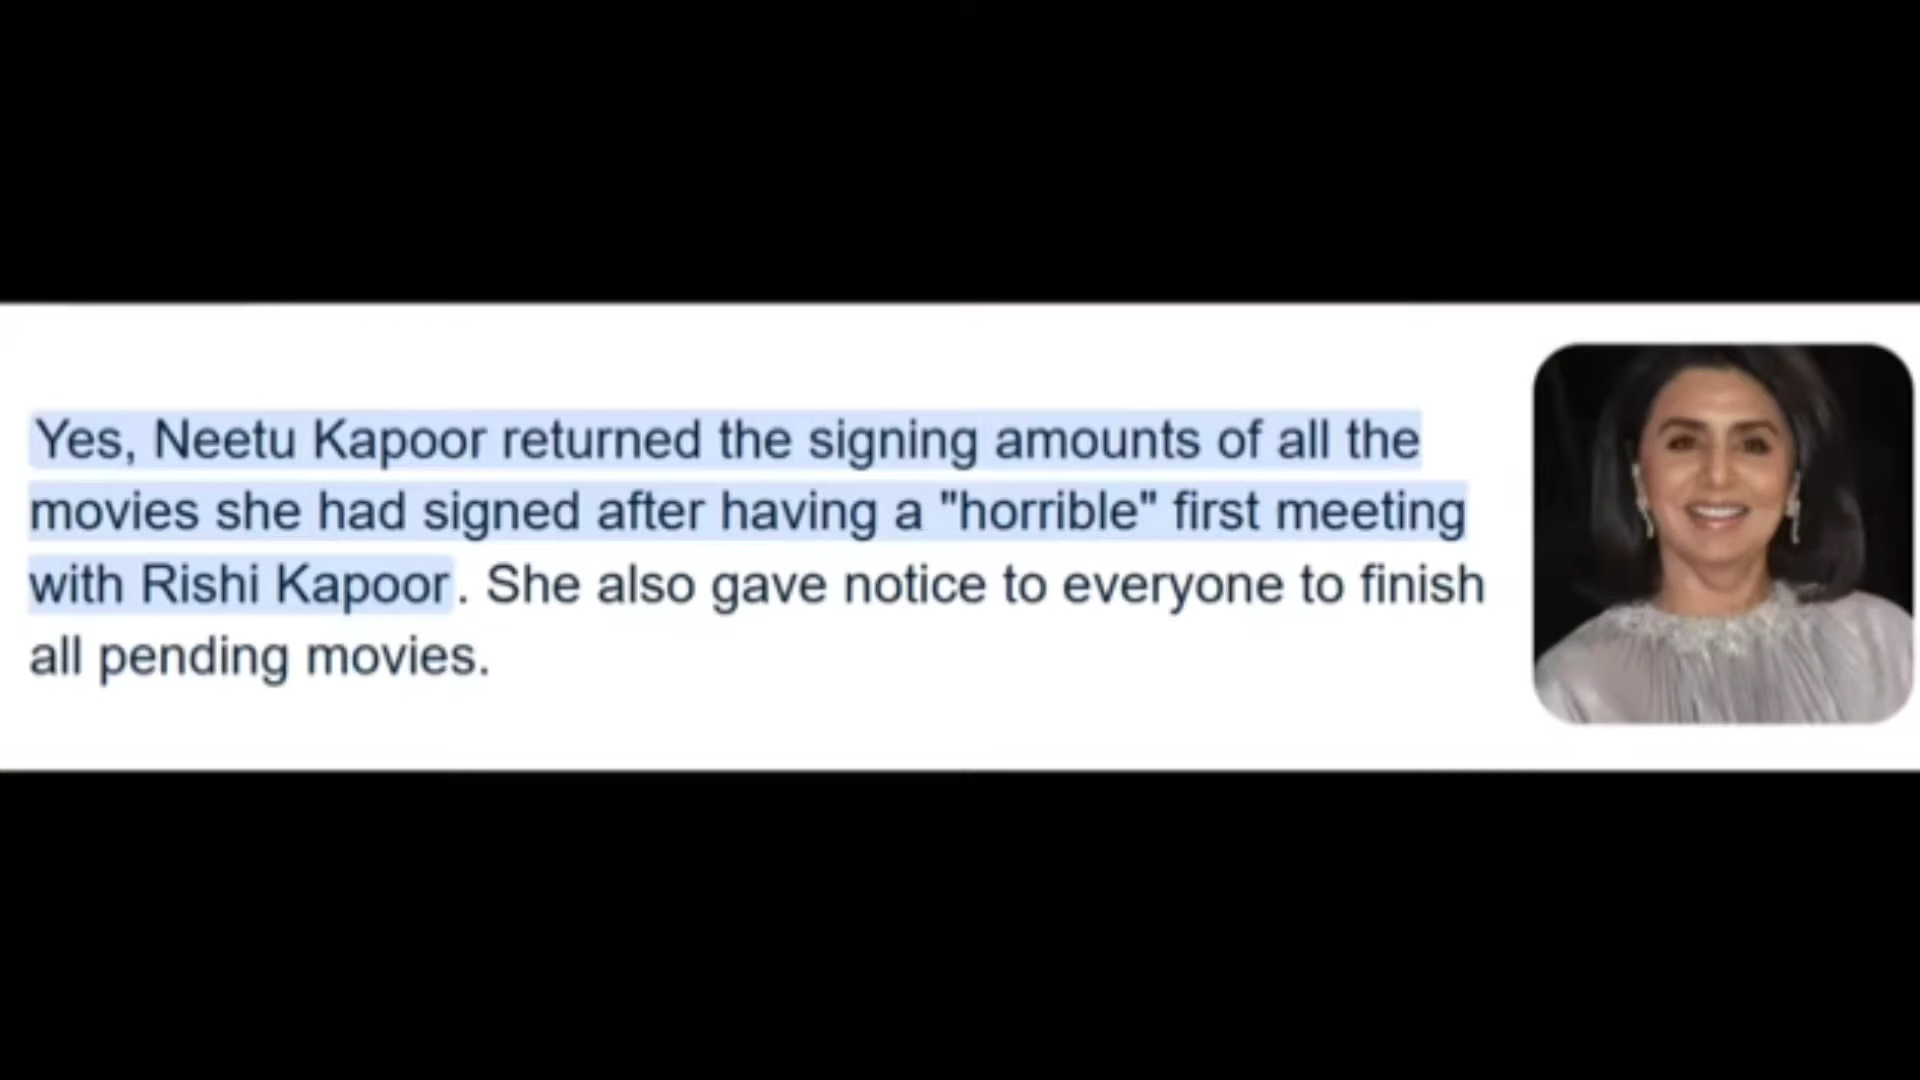 Yes, Neetu Kapoor returned the signing amounts of all the
movies she had signed after having a "horrible" first meeting
with Rishi Kapoor. She also gave notice to everyone to finish
all pending movies.